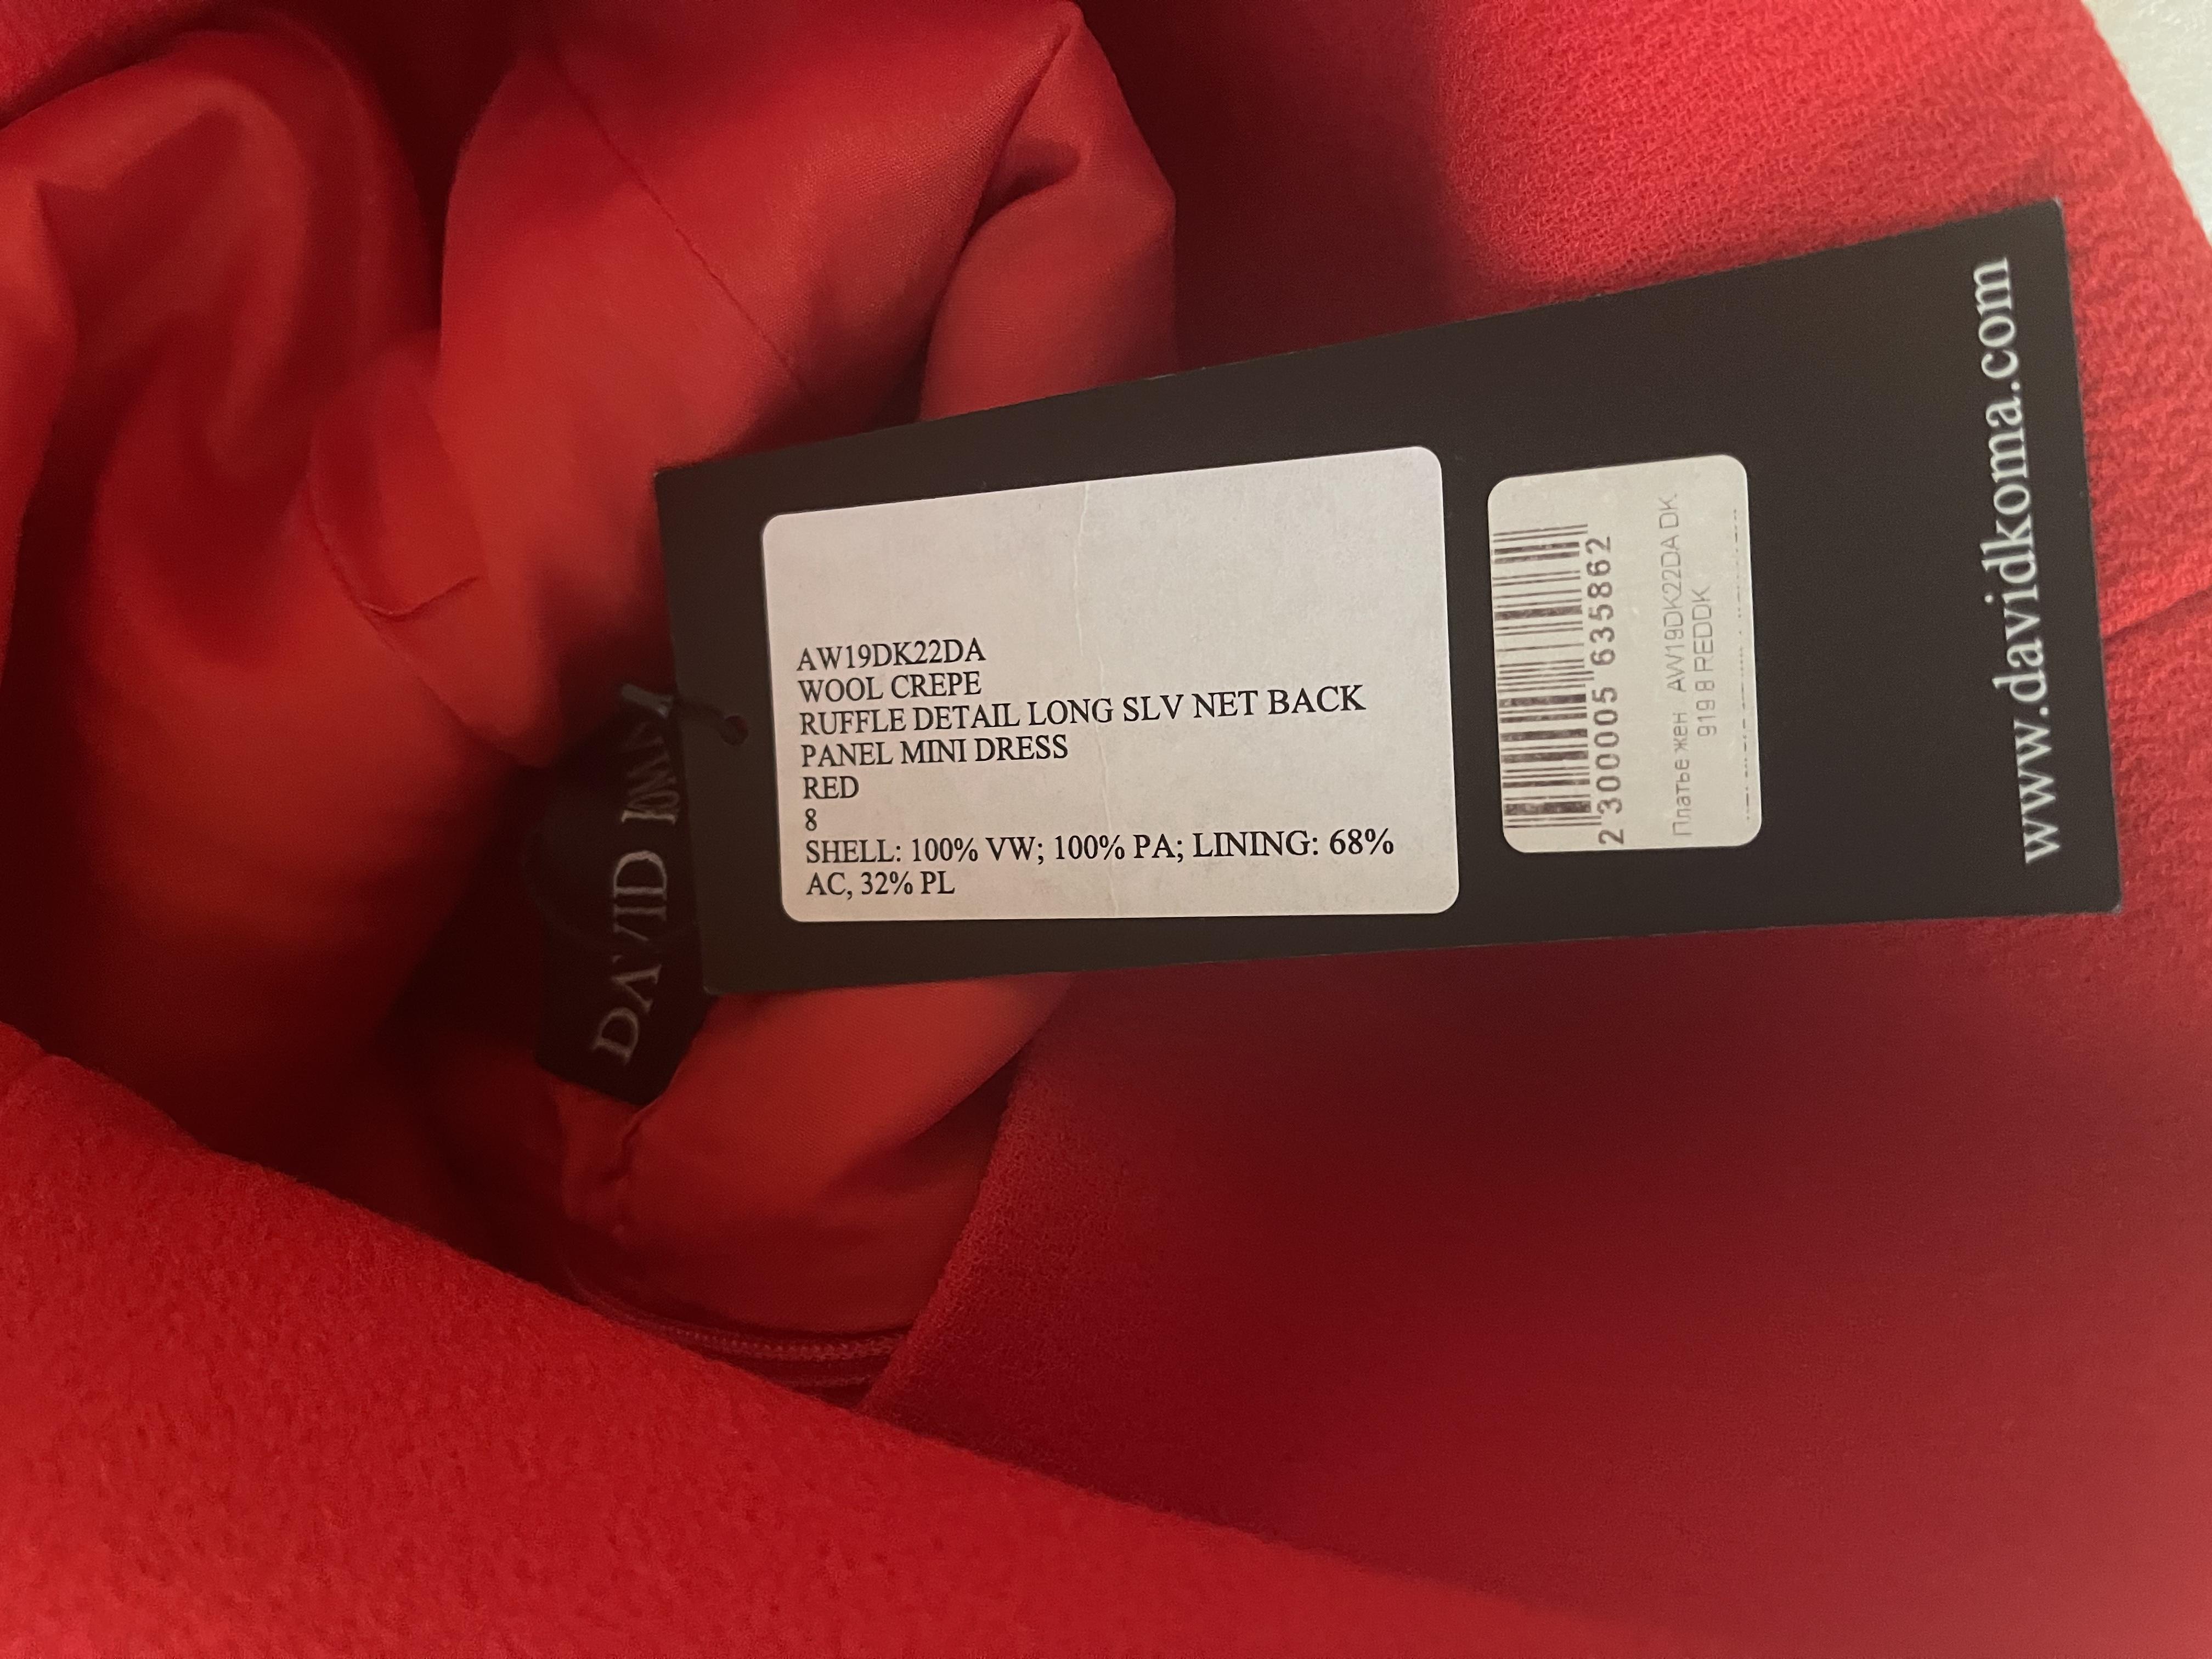 AW19DK22DA
WOOL CREPE
RUFFLE DETAIL LONG SLV NET BACK
PANEL MINI DRESS
RED
8
SHELL: 100% VW; 100% PA; LINING: 68%
AC, 32% PL
2 300005 635862
Платье жен AW19DK22DA DK
919 8 REDDK
www.davidkoma.com
DAVID